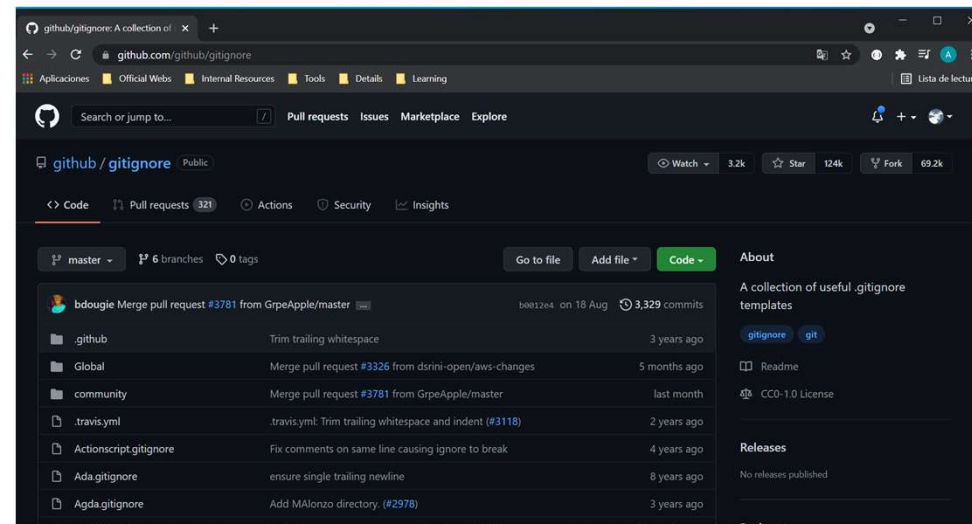 github/gitignore: A collection of
github.com/github/gitignore
Aplicaciones Official Webs Internal Resources Tools Details Learning Lista de lectur
Search or jump to... / Pull requests Issues Marketplace Explore
github / gitignore Public Watch 3.2k Star 124k Fork 69.2k
<> Code Pull requests 321 Actions Security Insights
master 6 branches 0 tags Go to file Add file Code
bdougie Merge pull request #3781 from GrpeApple/master ... b0012e4 on 18 Aug 3,329 commits
.github Trim trailing whitespace 3 years ago
Global Merge pull request #3326 from dsrini-open/aws-changes 5 months ago
community Merge pull request #3781 from GrpeApple/master last month
.travis.yml .travis.yml: Trim trailing whitespace and indent (#3118) 2 years ago
Actionscript.gitignore Fix comments on same line causing ignore to break 4 years ago
Ada.gitignore ensure single trailing newline 8 years ago
Agda.gitignore Add MAlonzo directory. (#2978) 3 years ago
About
A collection of useful .gitignore
templates
gitignore git
Readme
CC0-1.0 License
Releases
No releases published